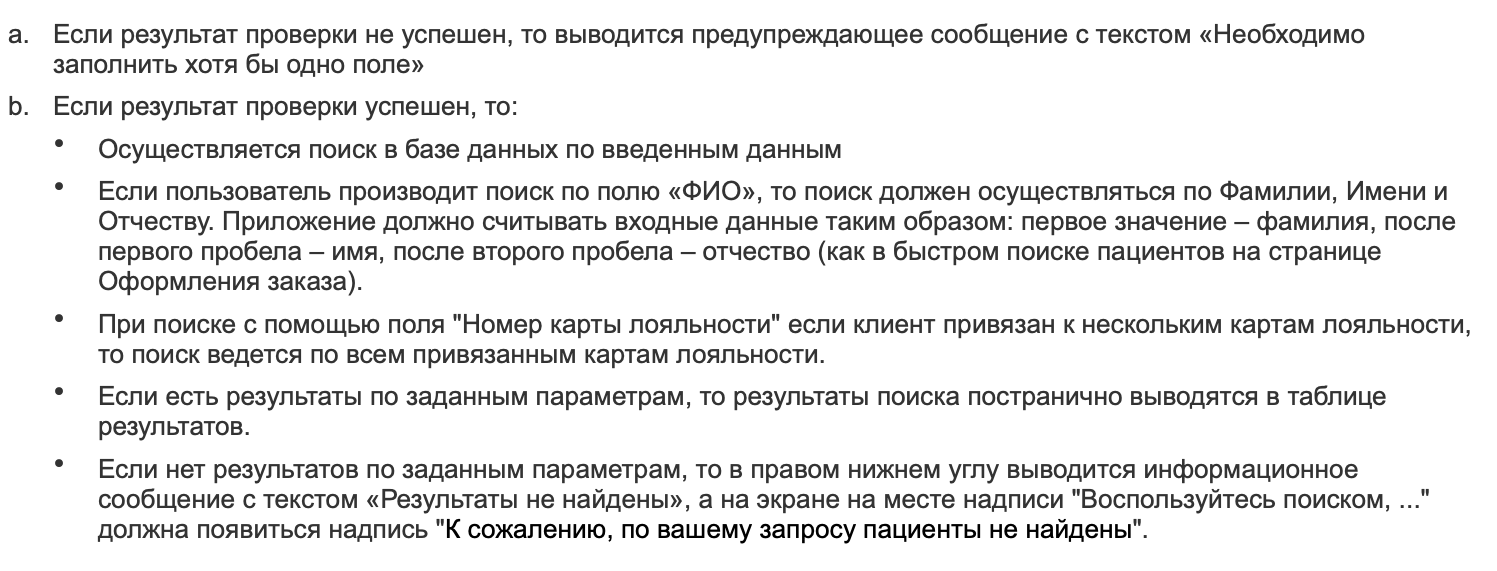 a. Если результат проверки не успешен, то выводится предупреждающее сообщение с текстом «Необходимо
заполнить хотя бы одно поле»
b. Если результат проверки успешен, то:
• Осуществляется поиск в базе данных по введенным данным
• Если пользователь производит поиск по полю «ФИО», то поиск должен осуществляться по Фамилии, Имени и
Отчеству. Приложение должно считывать входные данные таким образом: первое значение – фамилия, после
первого пробела – имя, после второго пробела – отчество (как в быстром поиске пациентов на странице
Оформления заказа).
• При поиске с помощью поля "Номер карты лояльности" если клиент привязан к нескольким картам лояльности,
то поиск ведется по всем привязанным картам лояльности.
• Если есть результаты по заданным параметрам, то результаты поиска постранично выводятся в таблице
результатов.
• Если нет результатов по заданным параметрам, то в правом нижнем углу выводится информационное
сообщение с текстом «Результаты не найдены», а на экране на месте надписи "Воспользуйтесь поиском, ..."
должна появиться надпись "К сожалению, по вашему запросу пациенты не найдены".